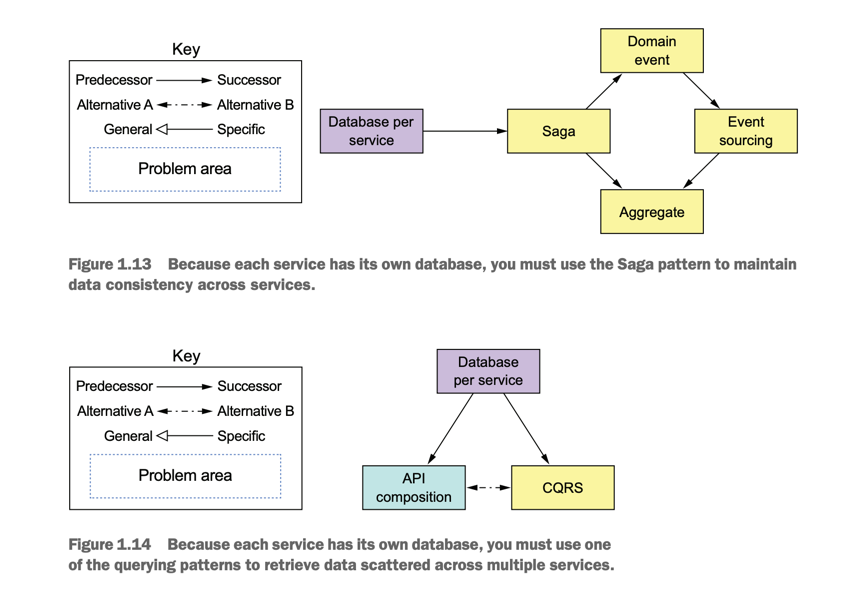 Key
Predecessor Successor
Alternative A Alternative B
General Specific
Problem area
Database per
service
Saga
Domain
event
Event
sourcing
Aggregate
Figure 1.13 Because each service has its own database, you must use the Saga pattern to maintain
data consistency across services.
Key
Predecessor Successor
Alternative A Alternative B
General Specific
Problem area
Database
per service
API
composition
CQRS
Figure 1.14 Because each service has its own database, you must use one
of the querying patterns to retrieve data scattered across multiple services.